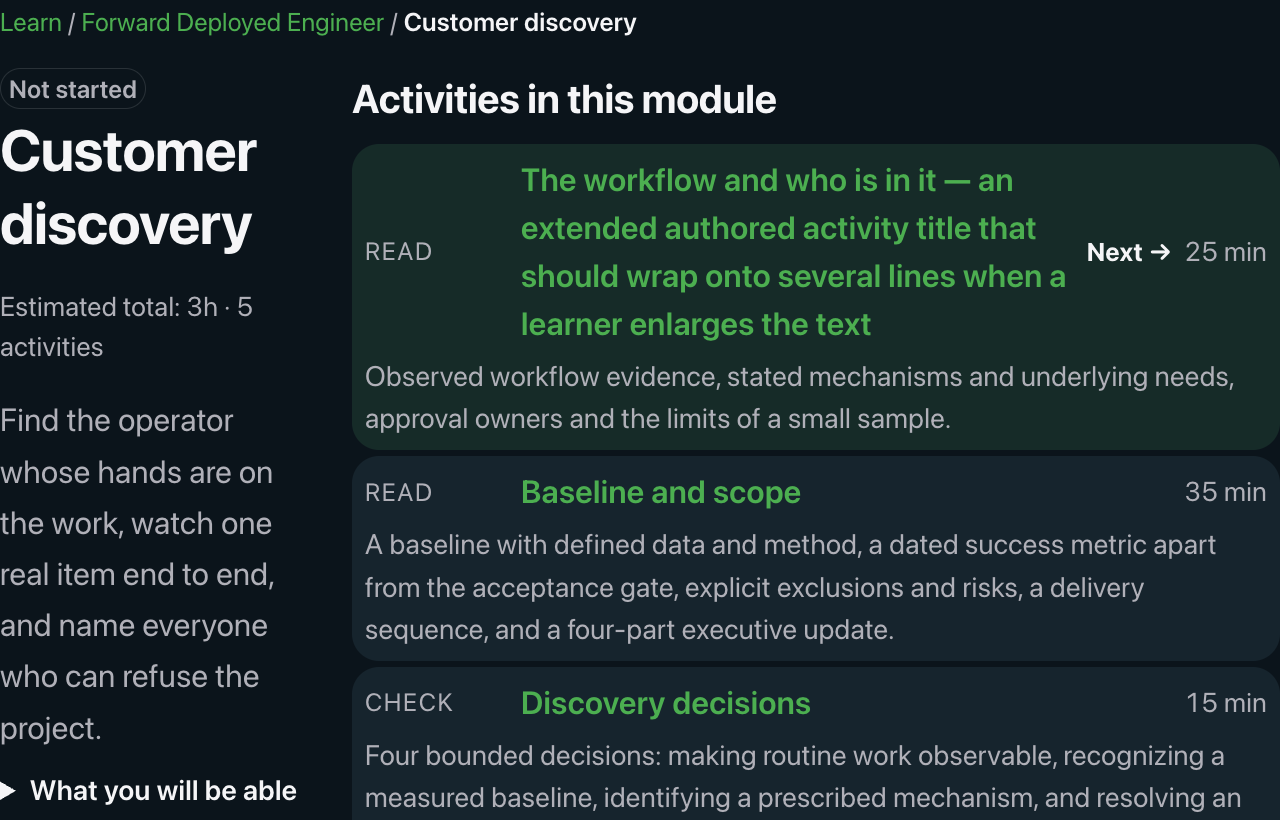 Learn / Forward Deployed Engineer / Customer discovery
Not started
Customer
discovery
Estimated total: 3h · 5
activities
Find the operator
whose hands are on
the work, watch one
real item end to end,
and name everyone
who can refuse the
project.
What you will be able
Activities in this module
READ
The workflow and who is in it — an
extended authored activity title that
should wrap onto several lines when a
learner enlarges the text
Next → 25 min
Observed workflow evidence, stated mechanisms and underlying needs,
approval owners and the limits of a small sample.
READ Baseline and scope 35 min
A baseline with defined data and method, a dated success metric apart
from the acceptance gate, explicit exclusions and risks, a delivery
sequence, and a four-part executive update.
CHECK Discovery decisions 15 min
Four bounded decisions: making routine work observable, recognizing a
measured baseline, identifying a prescribed mechanism, and resolving an